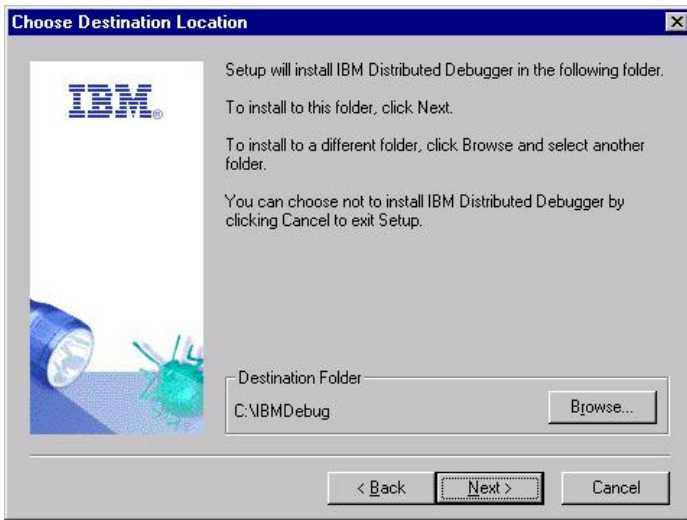 Choose Destination Location
IBM®
Setup will install IBM Distributed Debugger in the following folder.
To install to this folder, click Next.
To install to a different folder, click Browse and select another
folder.
You can choose not to install IBM Distributed Debugger by
clicking Cancel to exit Setup.
Destination Folder
C:\IBMDebug
Browse...
< Back
Next >
Cancel